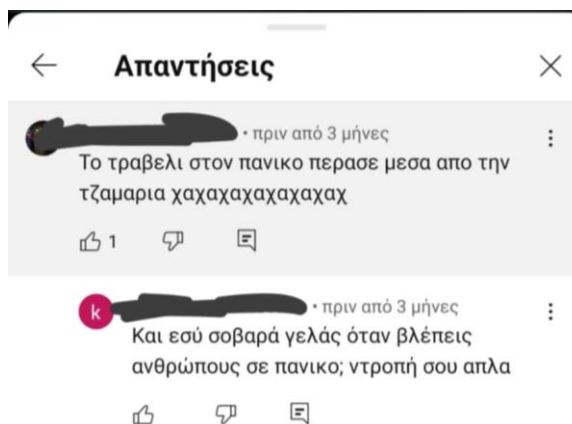 Απαντήσεις
• πριν από 3 μήνες
Το τραβελι στον πανικο περασε μεσα απο την
τζαμαρια χαχαχαχαχαχαχαχ
1
k
• πριν από 3 μήνες
Και εσύ σοβαρά γελάς όταν βλέπεις
ανθρώπους σε πανικο; ντροπή σου απλα